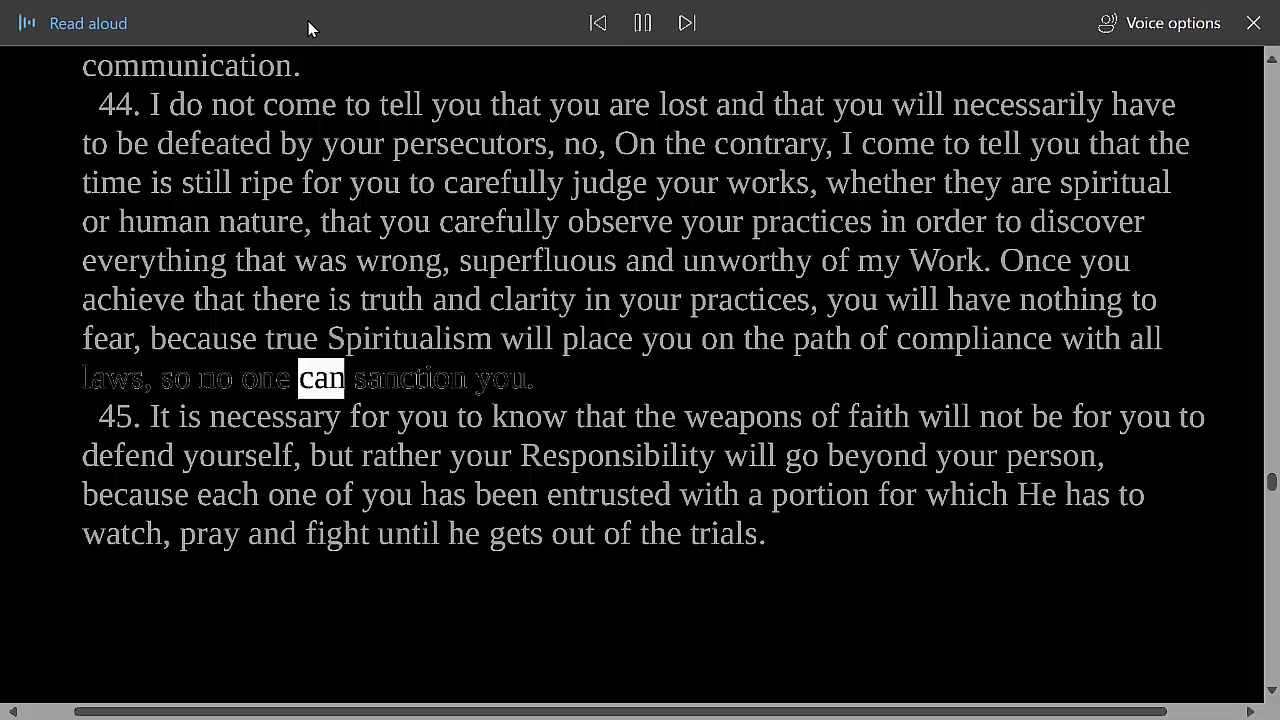 Read aloud
Voice options
communication.
44. I do not come to tell you that you are lost and that you will necessarily have
to be defeated by your persecutors, no, On the contrary, I come to tell you that the
time is still ripe for you to carefully judge your works, whether they are spiritual
or human nature, that you carefully observe your practices in order to discover
everything that was wrong, superfluous and unworthy of my Work. Once you
achieve that there is truth and clarity in your practices, you will have nothing to
fear, because true Spiritualism will place you on the path of compliance with all
laws, so no one can sanction you.
45. It is necessary for you to know that the weapons of faith will not be for you to
defend yourself, but rather your Responsibility will go beyond your person,
because each one of you has been entrusted with a portion for which He has to
watch, pray and fight until he gets out of the trials.